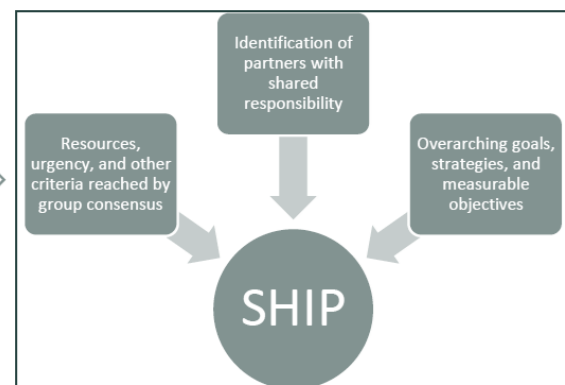 Identification of
partners with
shared
responsibility
Resources,
urgency, and other
criteria reached by
group consensus
Overarching goals,
strategies, and
measurable
objectives
SHIP